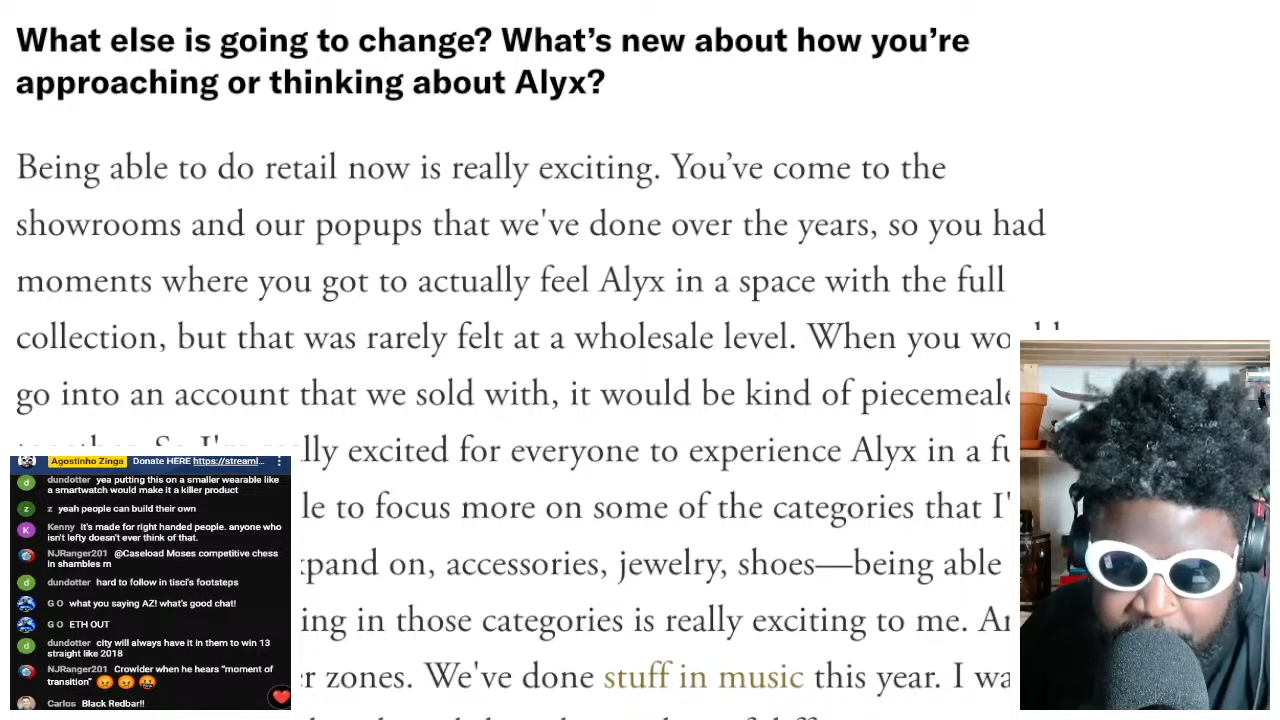 What else is going to change? What's new about how you're
approaching or thinking about Alyx?
Being able to do retail now is really exciting. You've come to the
showrooms and our popups that we've done over the years, so you had
moments where you got to actually feel Alyx in a space with the full
collection, but that was rarely felt at a wholesale level. When you
go into an account that we sold with, it would be kind of piecemeale
lly excited for everyone to experience Alyx in a fu
le to focus more on some of the categories that I'
xpand on, accessories, jewelry, shoes—being able
ing in those categories is really exciting to me. An
r zones. We've done stuff in music this year. I wa
Agostinho Zinga Donate HERE https://streaml...
dundotter yea putting this on a smaller wearable like
a smartwatch would make it a killer product
z yeah people can build their own
Kenny It's made for right handed people. anyone who
isn't lefty doesn't ever think of that.
NJRanger201 @Caseload Moses competitive chess
in shambles rn
dundotter hard to follow in tisci's footsteps
G O what you saying AZ! what's good chat!
G O ETH OUT
dundotter city will always have it in them to win 13
straight like 2018
NJRanger201 Crowlder when he hears "moment of
transition"
Carlos Black Redbar!!